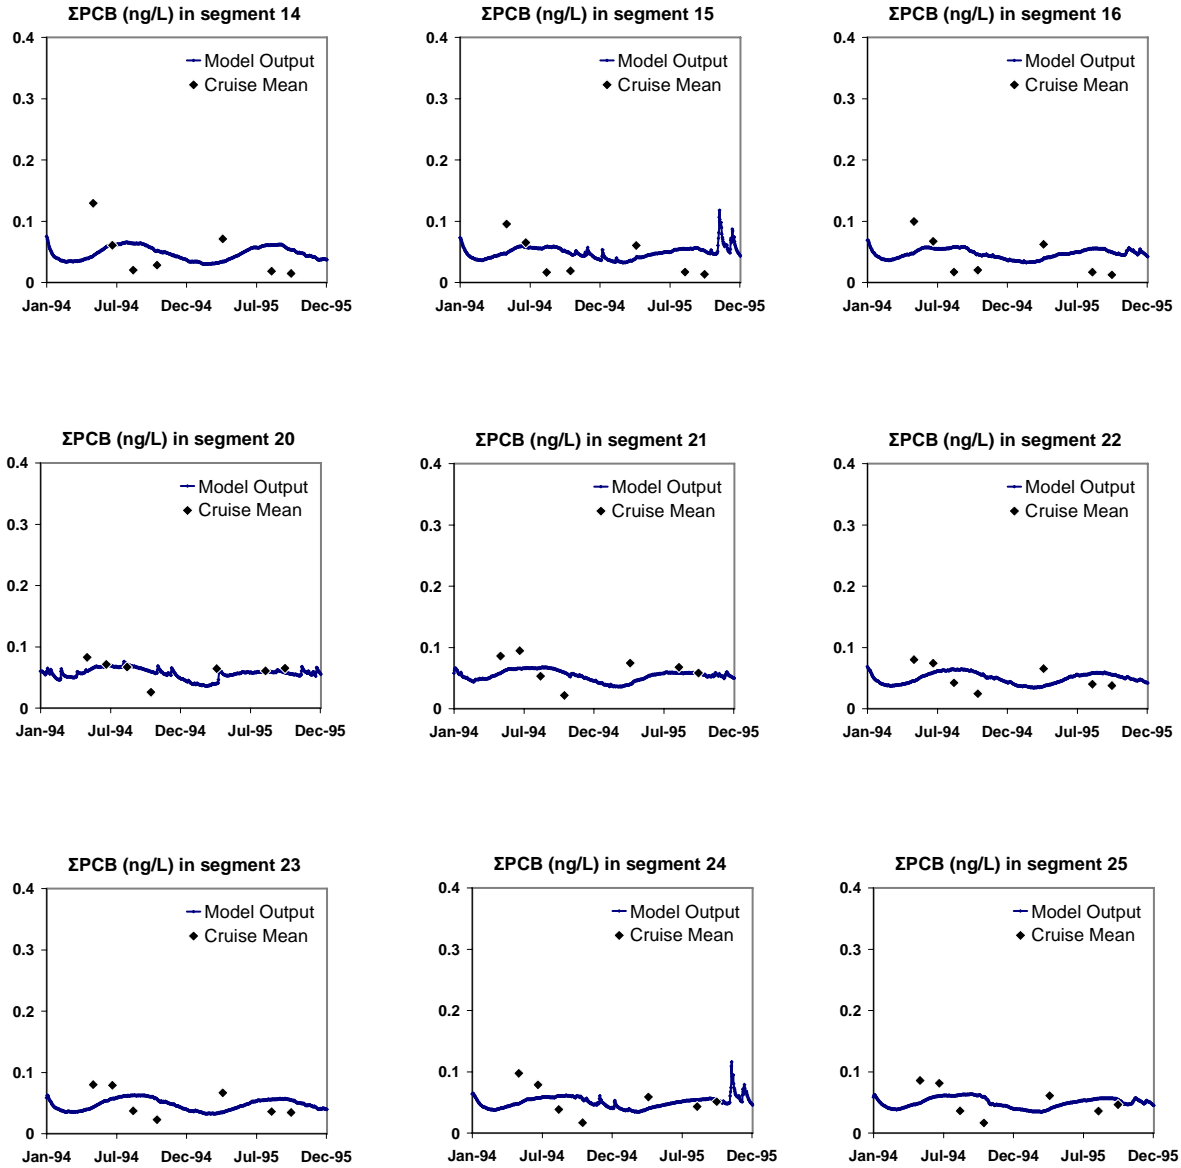 ΣPCB (ng/L) in segment 14
0.4
0.3
0.2
0.1
0
Model Output
Cruise Mean
Jan-94 Jul-94 Dec-94 Jul-95 Dec-95
ΣPCB (ng/L) in segment 15
0.4
0.3
0.2
0.1
0
Model Output
Cruise Mean
Jan-94 Jul-94 Dec-94 Jul-95 Dec-95
ΣPCB (ng/L) in segment 16
0.4
0.3
0.2
0.1
0
Model Output
Cruise Mean
Jan-94 Jul-94 Dec-94 Jul-95 Dec-95
ΣPCB (ng/L) in segment 20
0.4
0.3
0.2
0.1
0
Model Output
Cruise Mean
Jan-94 Jul-94 Dec-94 Jul-95 Dec-95
ΣPCB (ng/L) in segment 21
0.4
0.3
0.2
0.1
0
Model Output
Cruise Mean
Jan-94 Jul-94 Dec-94 Jul-95 Dec-95
ΣPCB (ng/L) in segment 22
0.4
0.3
0.2
0.1
0
Model Output
Cruise Mean
Jan-94 Jul-94 Dec-94 Jul-95 Dec-95
ΣPCB (ng/L) in segment 23
0.4
0.3
0.2
0.1
0
Model Output
Cruise Mean
Jan-94 Jul-94 Dec-94 Jul-95 Dec-95
ΣPCB (ng/L) in segment 24
0.4
0.3
0.2
0.1
0
Model Output
Cruise Mean
Jan-94 Jul-94 Dec-94 Jul-95 Dec-95
ΣPCB (ng/L) in segment 25
0.4
0.3
0.2
0.1
0
Model Output
Cruise Mean
Jan-94 Jul-94 Dec-94 Jul-95 Dec-95